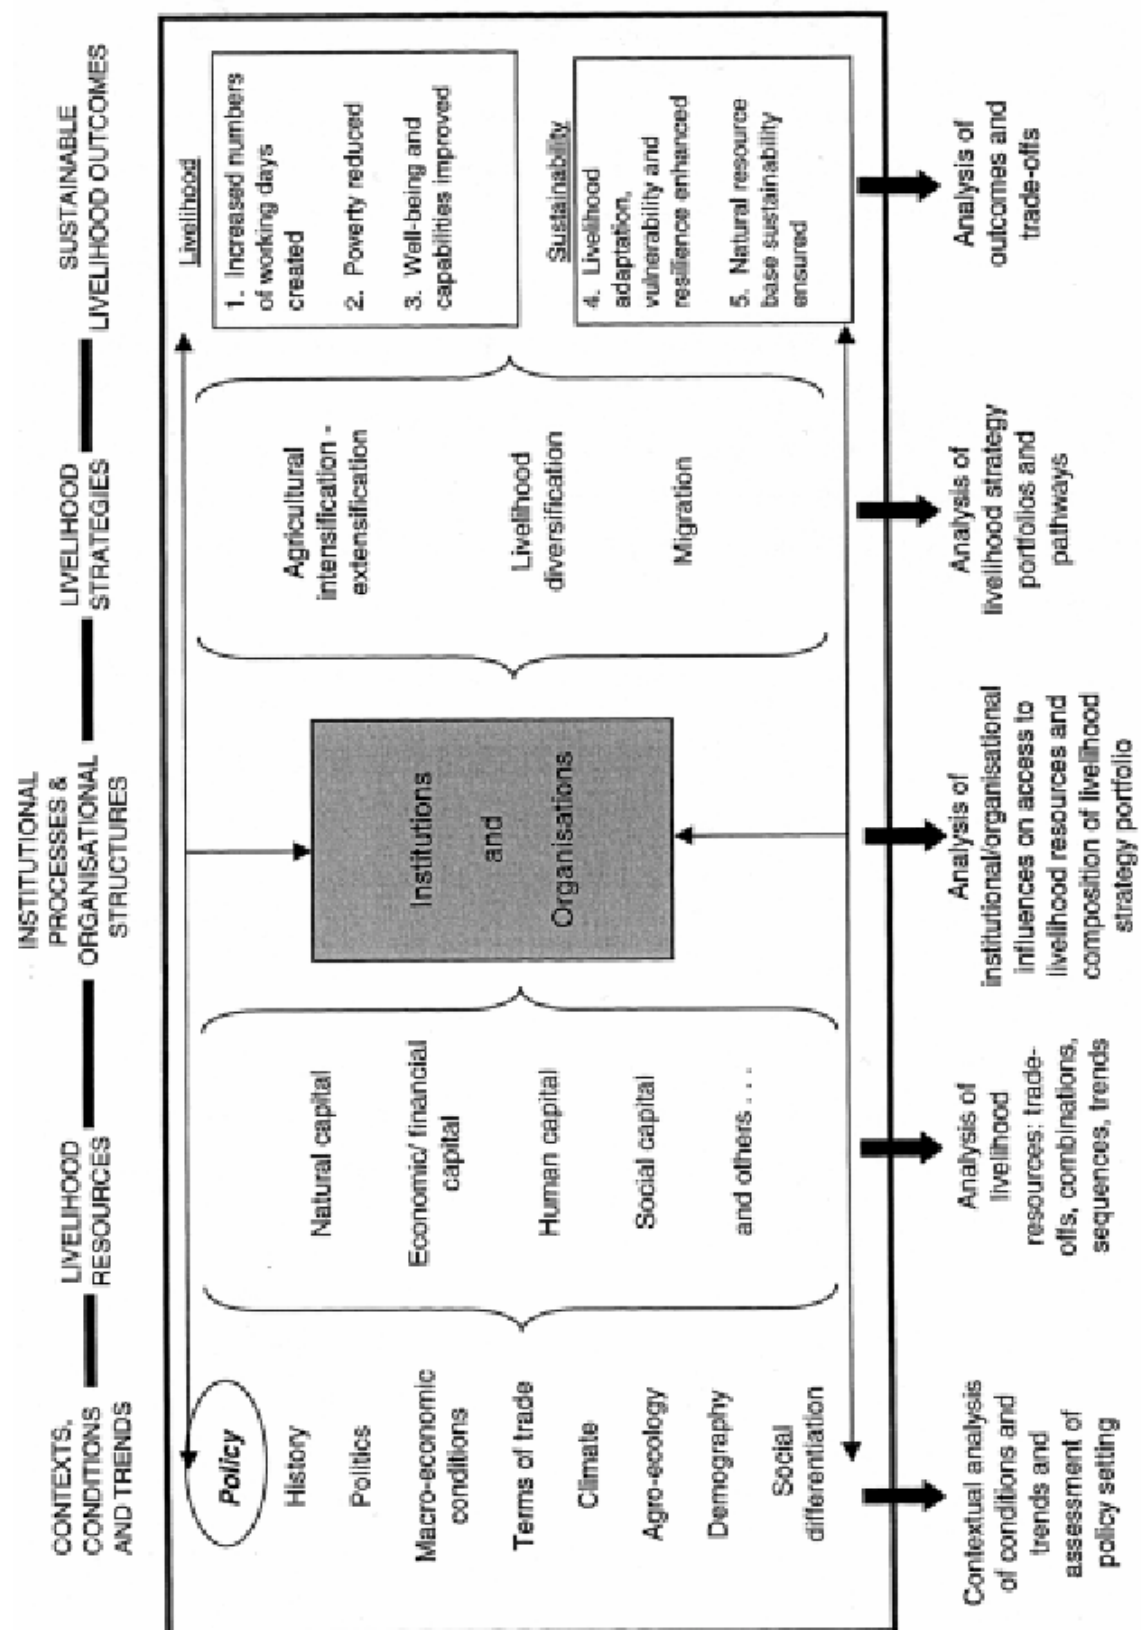 CONTEXTS,
CONDITIONS
AND TRENDS
LIVELIHOOD
RESOURCES
INSTITUTIONAL
PROCESSES &
ORGANISATIONAL
STRUCTURES
LIVELIHOOD
STRATEGIES
SUSTAINABLE
LIVELIHOOD OUTCOMES
Policy
History
Politics
Macro-economic
conditions
Terms of trade
Climate
Agro-ecology
Demography
Social
differentiation
Natural capital
Economic/ financial
capital
Human capital
Social capital
and others . . .
Institutions
and
Organisations
Agricultural
intensification -
extensification
Livelihood
diversification
Migration
Livelihood
1. Increased numbers
of working days
created
2. Poverty reduced
3. Well-being and
capabilities improved
Sustainability
4. Livelihood
adaptation,
vulnerability and
resilience enhanced
5. Natural resource
base sustainability
ensured
Contextual analysis
of conditions and
trends and
assessment of
policy setting
Analysis of
livelihood
resources: trade-
offs, combinations,
sequences, trends
Analysis of
institutional/organisational
influences on access to
livelihood resources and
composition of livelihood
strategy portfolio
Analysis of
livelihood strategy
portfolios and
pathways
Analysis of
outcomes and
trade-offs